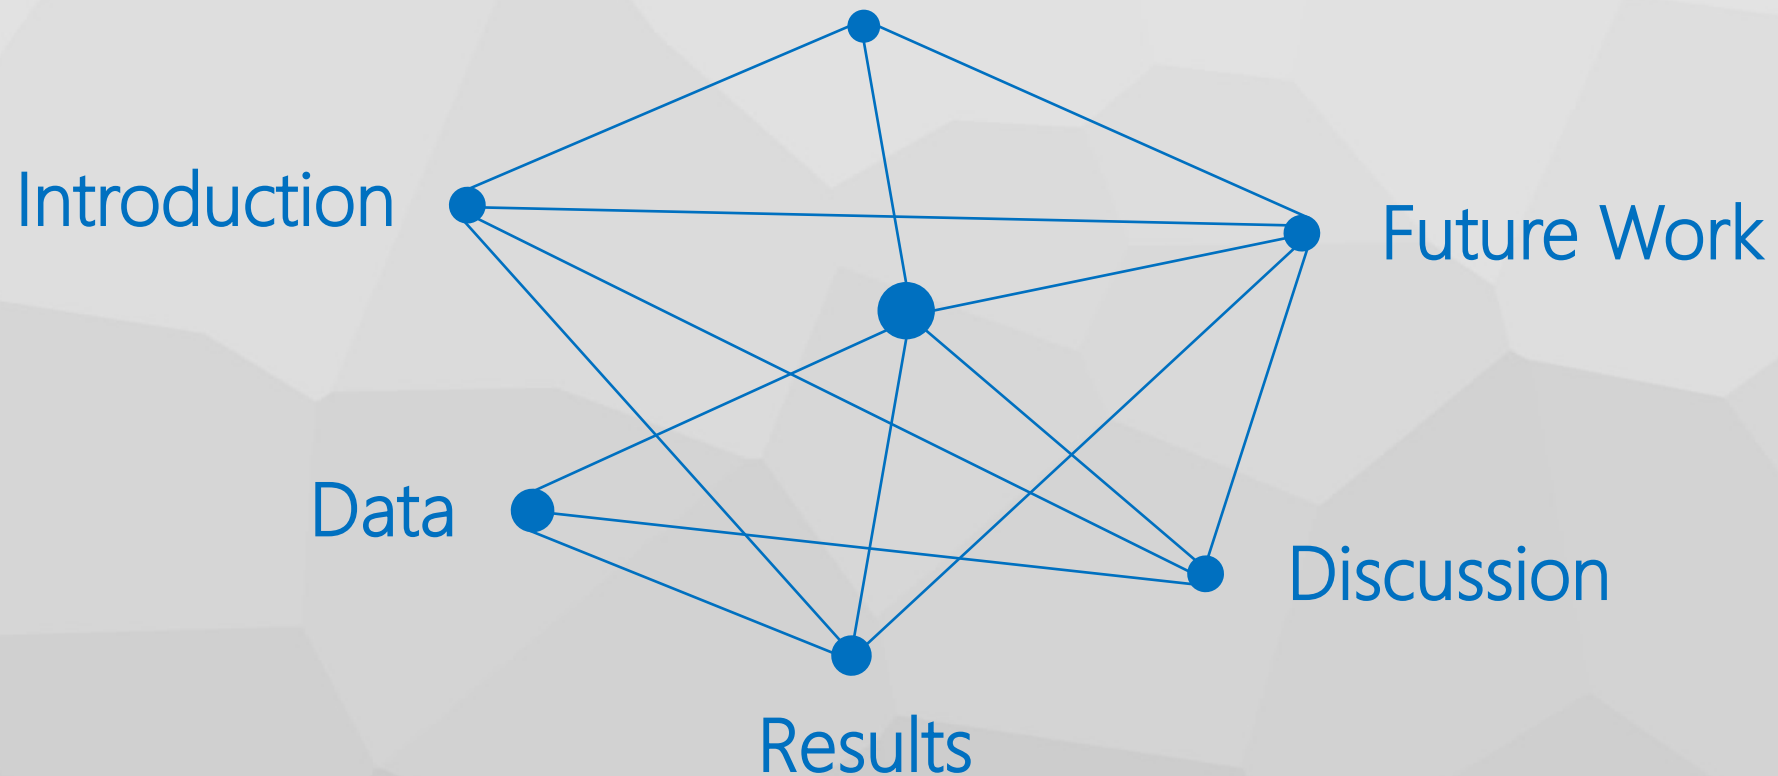 Introduction
Future Work
Data
Discussion
Results